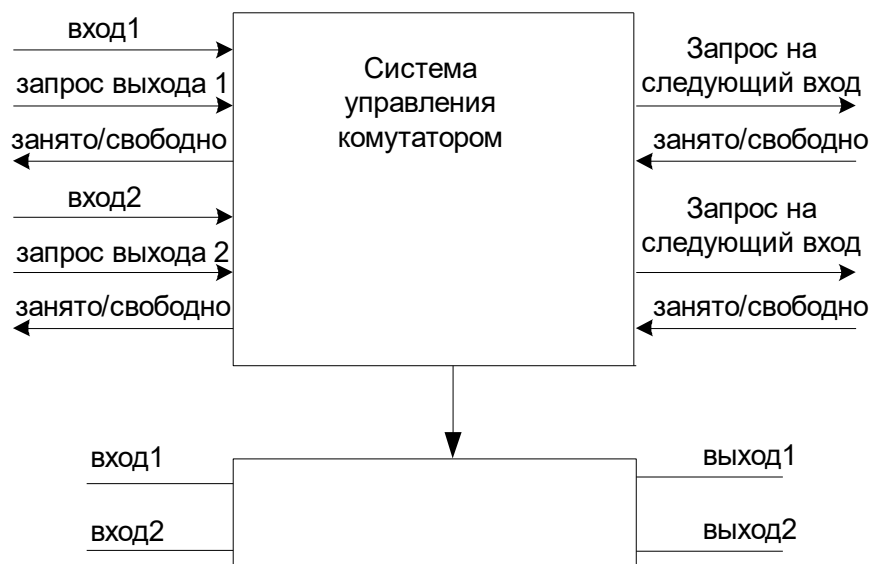 вход1
запрос выхода 1
занято/свободно
вход2
запрос выхода 2
занято/свободно
Система
управления
комутатором
Запрос на
следующий вход
занято/свободно
Запрос на
следующий вход
занято/свободно
вход1
вход2
выход1
выход2